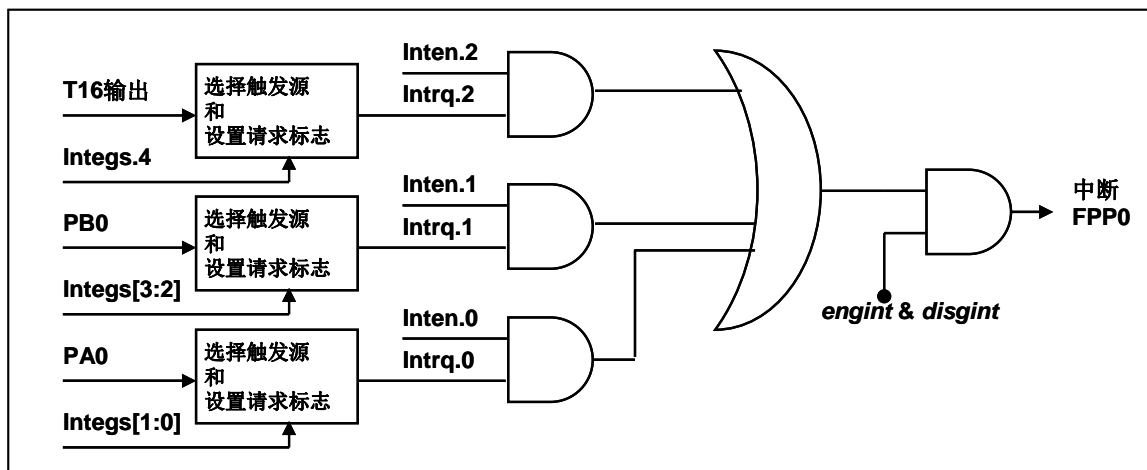 T16输出
Integs.4
选择触发源
和
设置请求标志
Inten.2
Intrq.2
PB0
Integs[3:2]
选择触发源
和
设置请求标志
Inten.1
Intrq.1
PA0
Integs[1:0]
选择触发源
和
设置请求标志
Inten.0
Intrq.0
engint & disgint
中断
FPP0